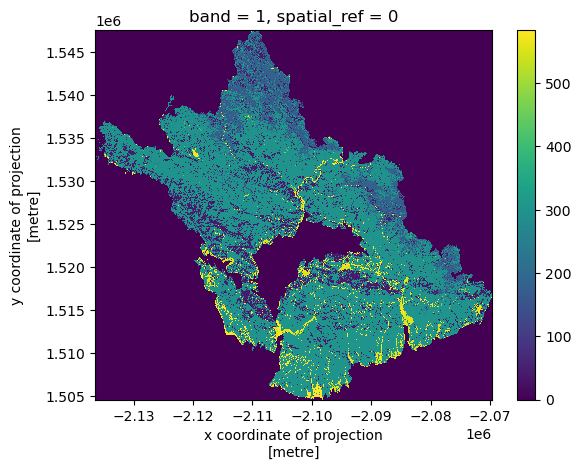 band = 1, spatial_ref = 0
1e6
1.545
1.540
1.535
1.530
1.525
1.520
1.515
1.510
1.505
y coordinate of projection
[metre]
−2.13 −2.12 −2.11 −2.10 −2.09 −2.08 −2.07
1e6
x coordinate of projection
[metre]
500
400
300
200
100
0